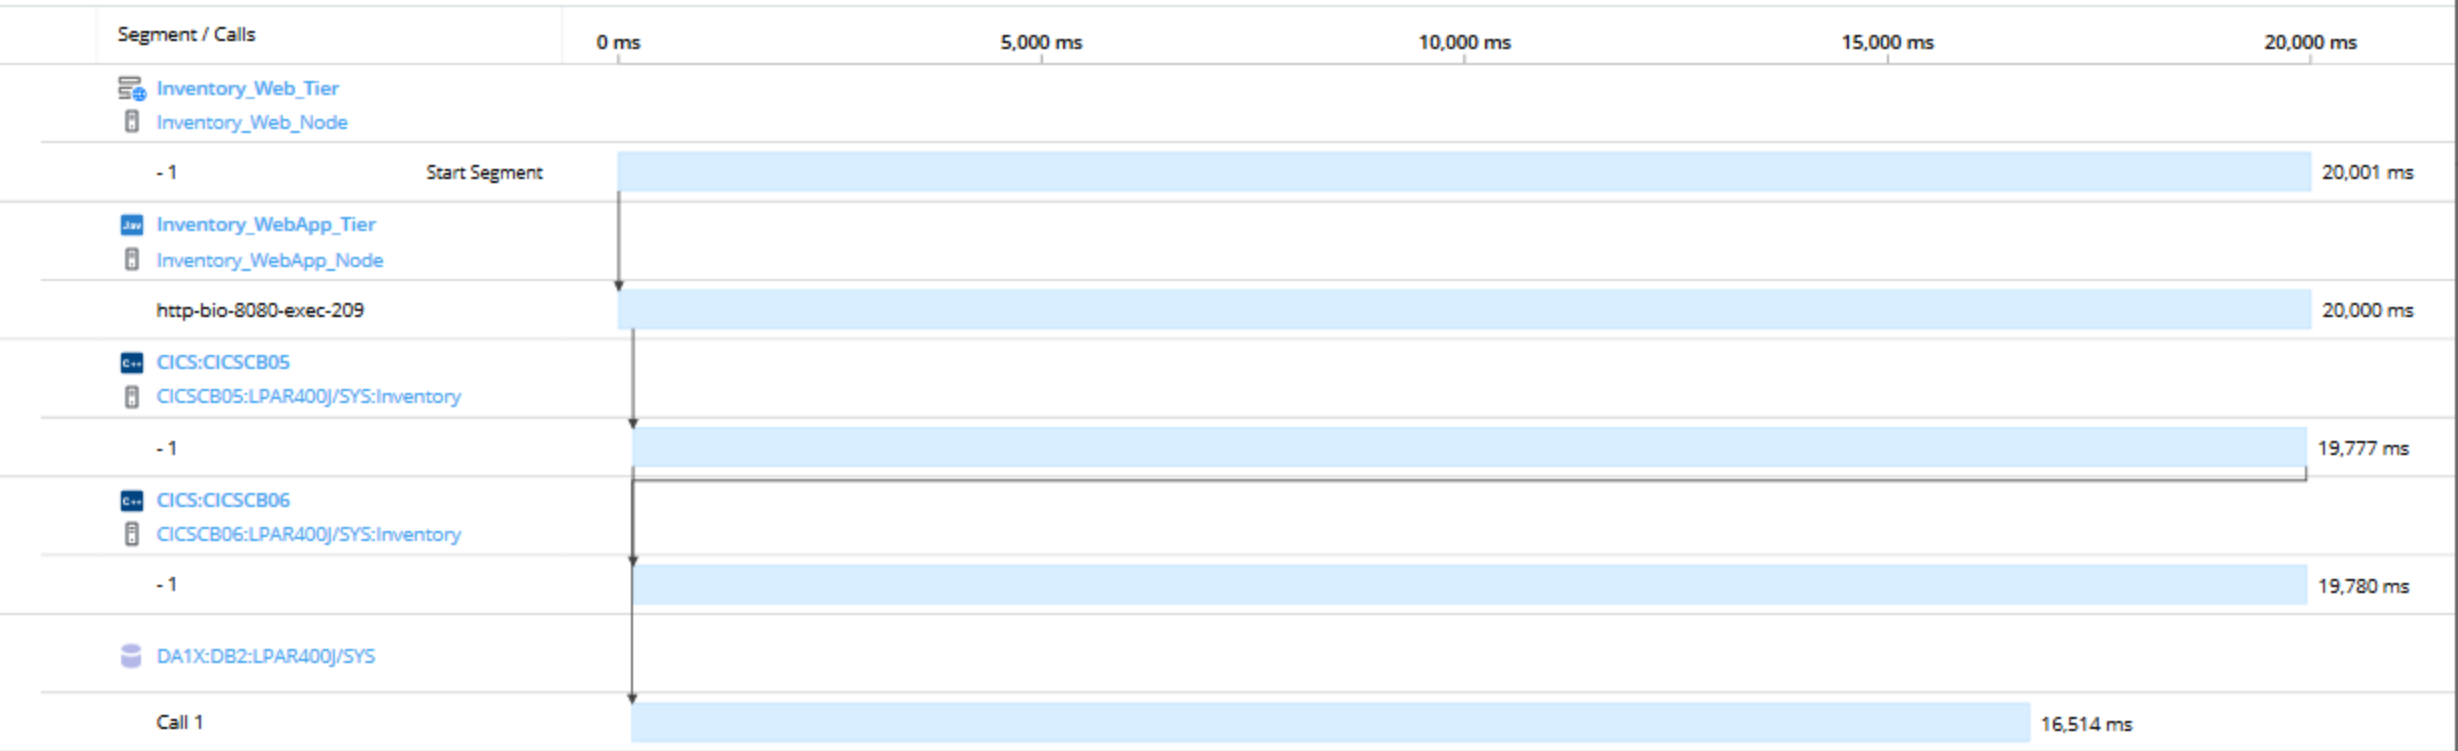 Segment / Calls 0 ms 5,000 ms 10,000 ms 15,000 ms 20,000 ms
Inventory_Web_Tier
Inventory_Web_Node
- 1 Start Segment 20,001 ms
Jav Inventory_WebApp_Tier
Inventory_WebApp_Node
http-bio-8080-exec-209 20,000 ms
C++ CICS:CICSCB05
CICSCB05:LPAR400J/SYS:Inventory
- 1 19,777 ms
C++ CICS:CICSCB06
CICSCB06:LPAR400J/SYS:Inventory
- 1 19,780 ms
DA1X:DB2:LPAR400J/SYS
Call 1 16,514 ms